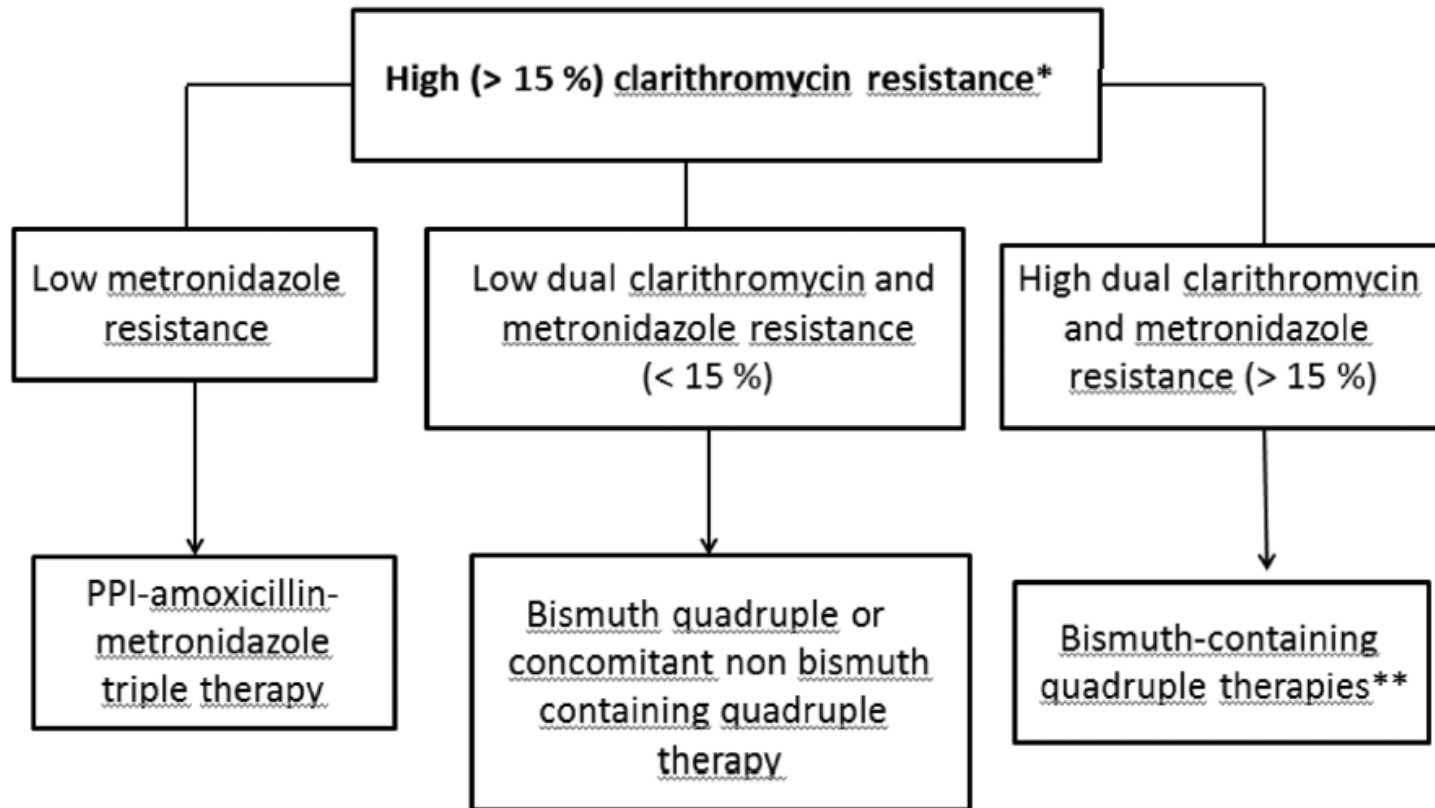 High (> 15 %) clarithromycin resistance*
Low metronidazole
resistance
Low dual clarithromycin and
metronidazole resistance
(< 15 %)
High dual clarithromycin
and metronidazole
resistance (> 15 %)
PPI-amoxicillin-
metronidazole
triple therapy
Bismuth quadruple or
concomitant non bismuth
containing quadruple
therapy
Bismuth-containing
quadruple therapies**